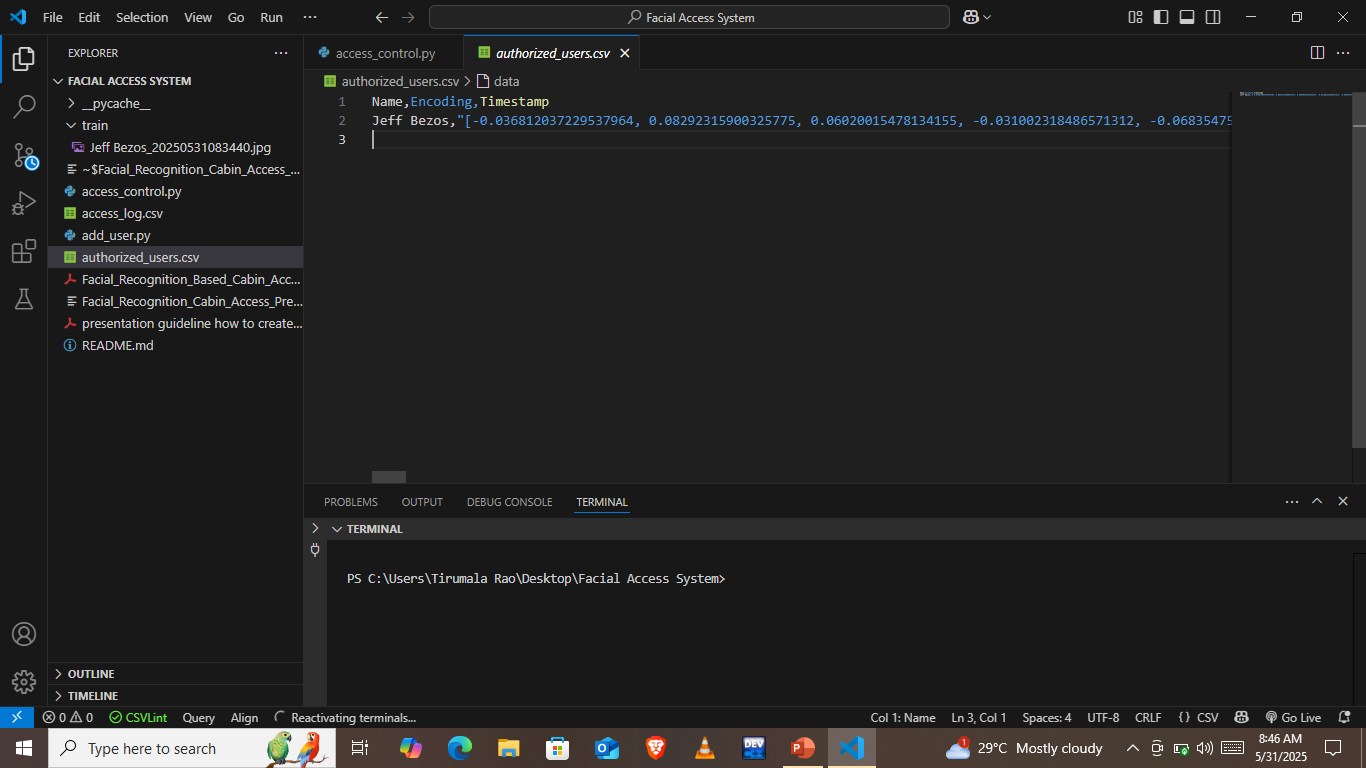 File Edit Selection View Go Run ···
Facial Access System
EXPLORER
FACIAL ACCESS SYSTEM
__pycache__
train
Jeff Bezos_20250531083440.jpg
~$Facial_Recognition_Cabin_Access_...
access_control.py
access_log.csv
add_user.py
authorized_users.csv
Facial_Recognition_Based_Cabin_Acc...
Facial_Recognition_Cabin_Access_Pre...
presentation guideline how to create...
README.md
OUTLINE
TIMELINE
access_control.py authorized_users.csv
authorized_users.csv > data
1 Name,Encoding,Timestamp
2 Jeff Bezos,"[-0.036812037229537964, 0.08292315900325775, 0.06020015478134155, -0.031002318486571312, -0.06835475
3
PROBLEMS OUTPUT DEBUG CONSOLE TERMINAL
TERMINAL
PS C:\Users\Tirumala Rao\Desktop\Facial Access System>
0 0 CSVLint Query Align Reactivating terminals... Col 1: Name Ln 3, Col 1 Spaces: 4 UTF-8 CRLF {} CSV Go Live
Type here to search
DEV
1
29°C Mostly cloudy
8:46 AM
5/31/2025